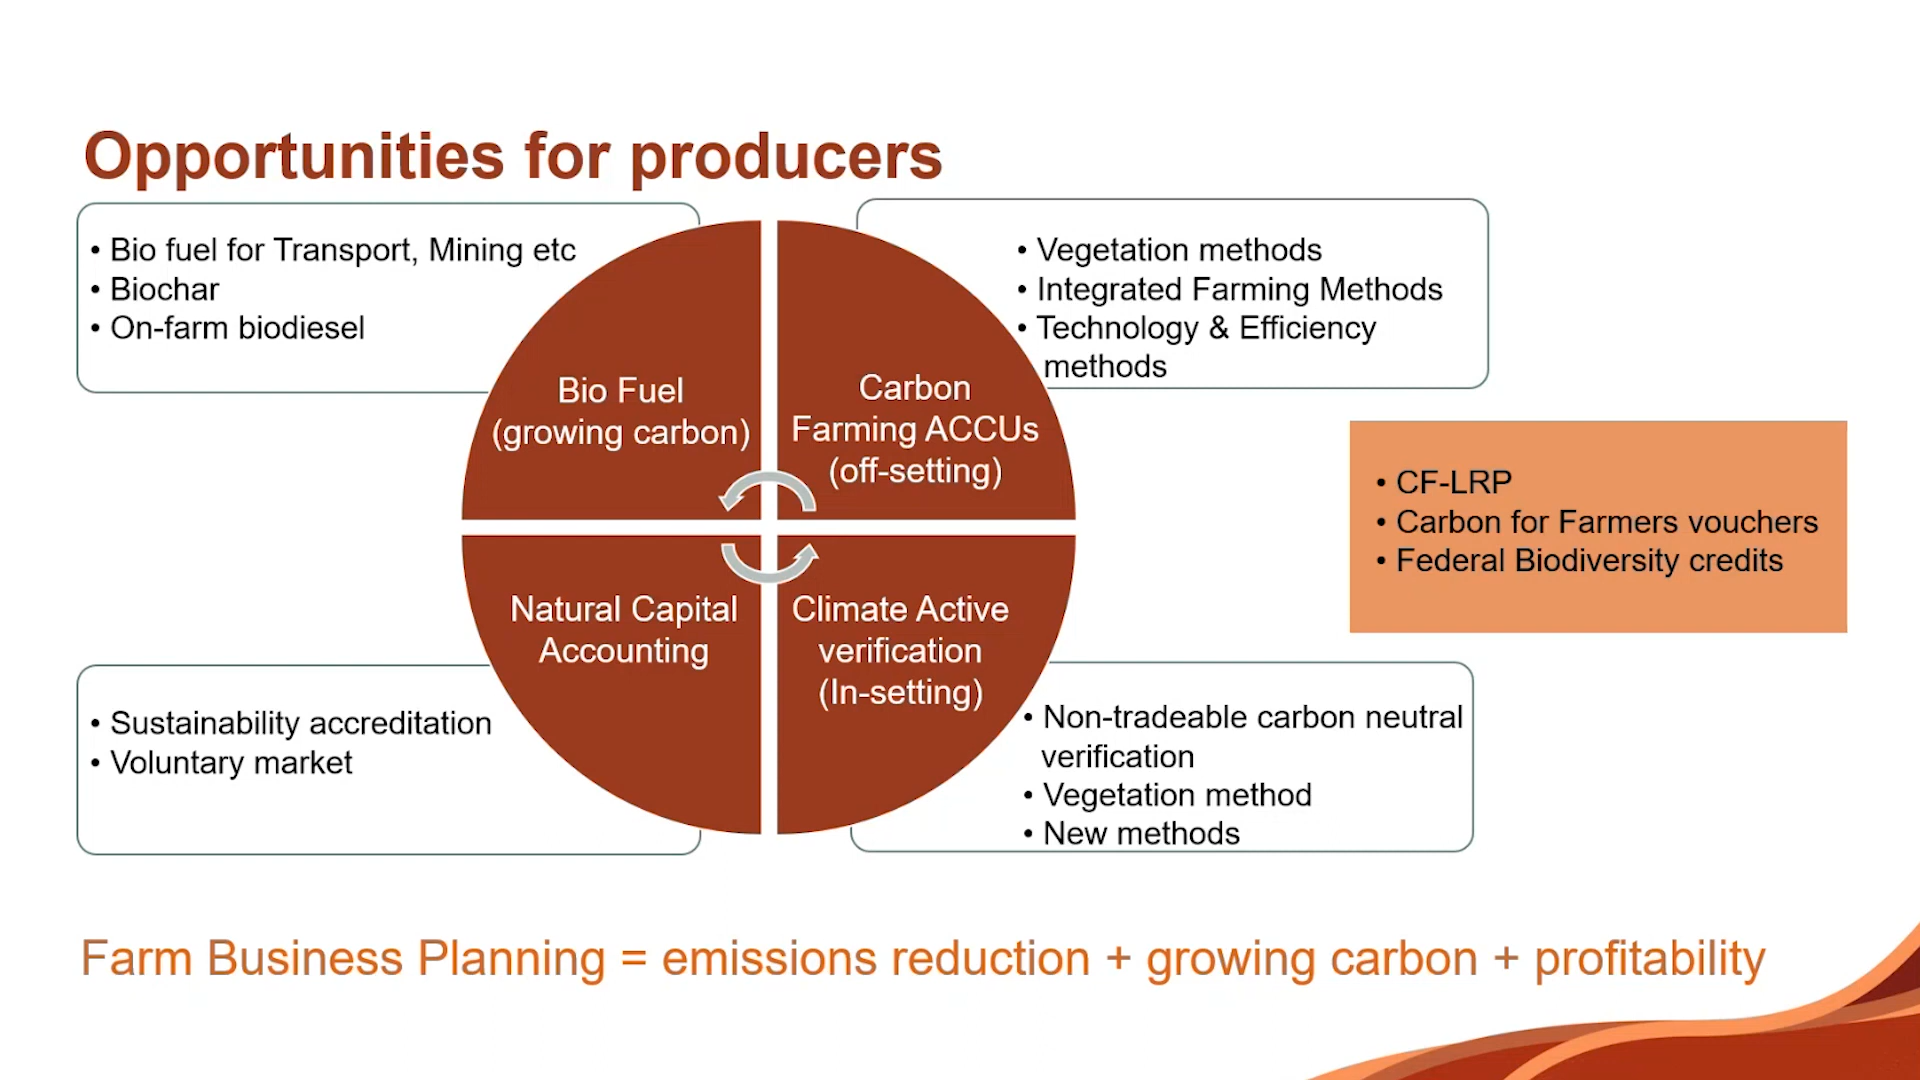 Opportunities for producers
• Bio fuel for Transport, Mining etc
• Biochar
• On-farm biodiesel
Bio Fuel
(growing carbon)
Carbon
Farming ACCUs
(off-setting)
• Vegetation methods
• Integrated Farming Methods
• Technology & Efficiency
methods
• CF-LRP
• Carbon for Farmers vouchers
• Federal Biodiversity credits
Natural Capital
Accounting
• Sustainability accreditation
• Voluntary market
Climate Active
verification
(In-setting)
• Non-tradeable carbon neutral
verification
• Vegetation method
• New methods
Farm Business Planning = emissions reduction + growing carbon + profitability